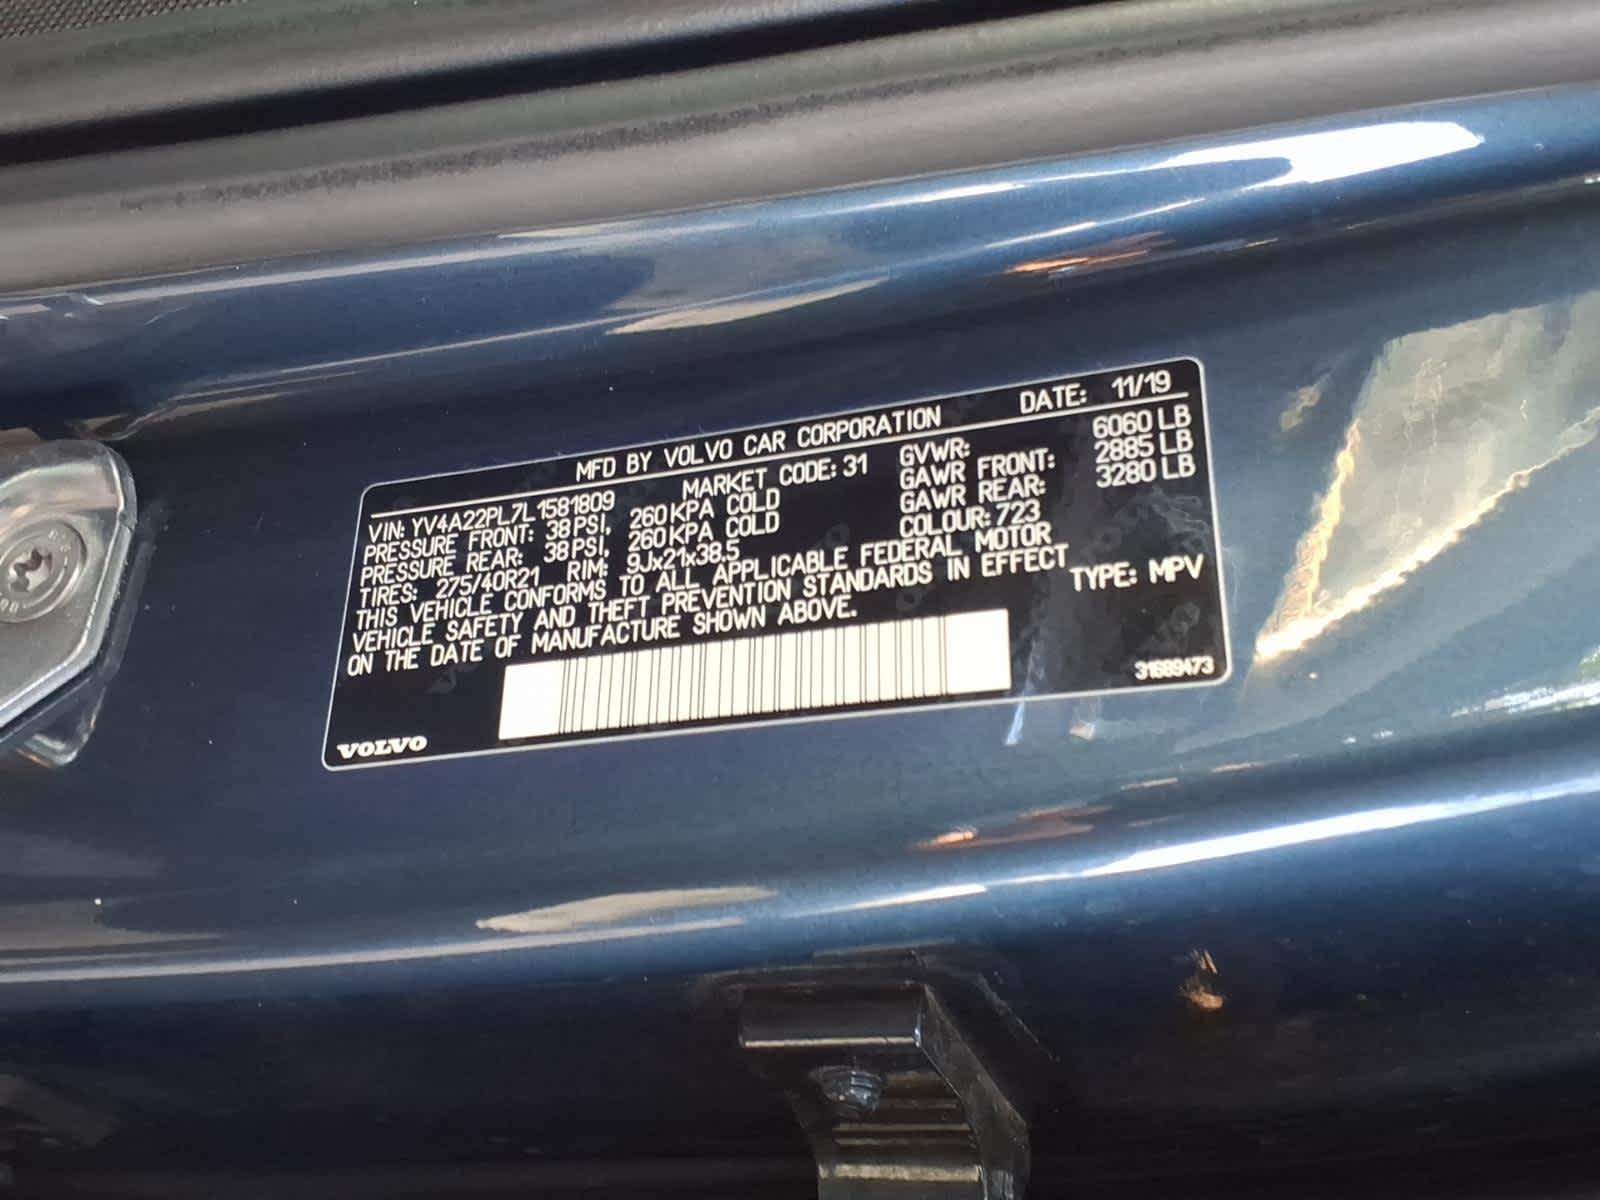 MFD BY VOLVO CAR CORPORATION DATE: 11/19
VIN: YV4A22PL7L1581809 MARKET CODE: 31 GVWR: 6060 LB
PRESSURE FRONT: 38 PSI, 260 KPA COLD GAWR FRONT: 2885 LB
PRESSURE REAR: 38 PSI, 260 KPA COLD GAWR REAR: 3280 LB
TIRES: 275/40R21 RIM: 9Jx21x38.5 COLOUR: 723
THIS VEHICLE CONFORMS TO ALL APPLICABLE FEDERAL MOTOR
VEHICLE SAFETY AND THEFT PREVENTION STANDARDS IN EFFECT TYPE: MPV
ON THE DATE OF MANUFACTURE SHOWN ABOVE.
31689473
VOLVO